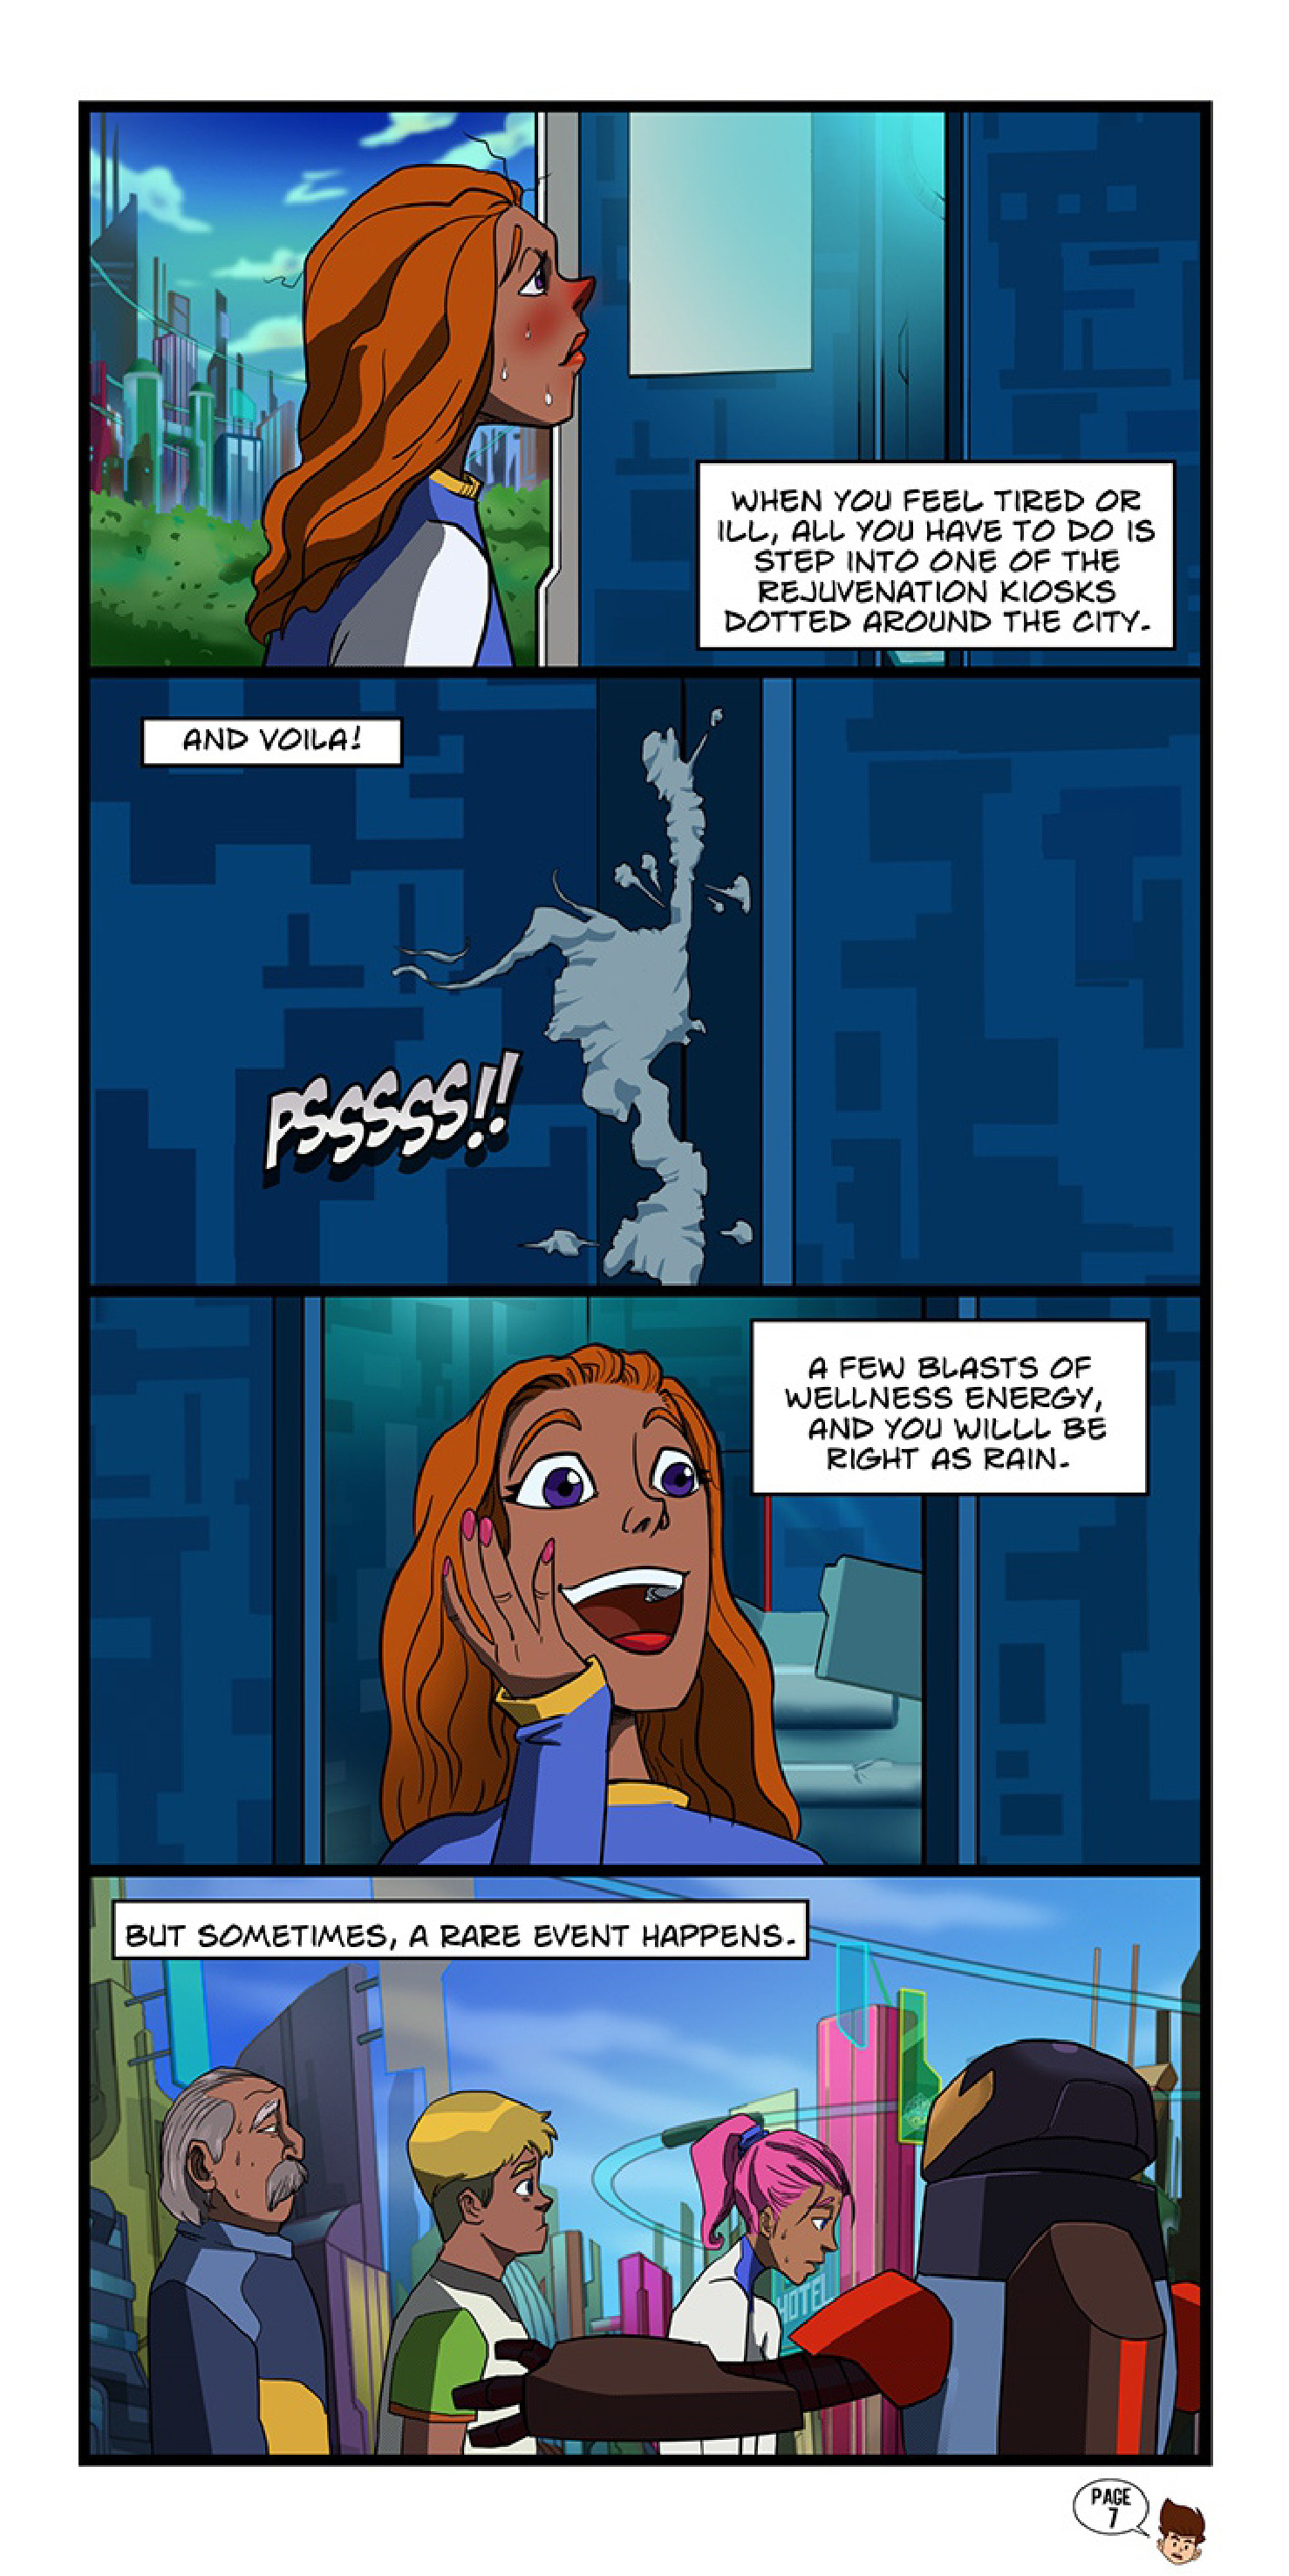 WHEN YOU FEEL TIRED OR
ILL, ALL YOU HAVE TO DO IS
STEP INTO ONE OF THE
REJUVENATION KIOSKS
DOTTED AROUND THE CITY.
AND VOILA!
PSSSSS!!
A FEW BLASTS OF
WELLNESS ENERGY,
AND YOU WILLL BE
RIGHT AS RAIN.
BUT SOMETIMES, A RARE EVENT HAPPENS.
HOTEL
PAGE
7